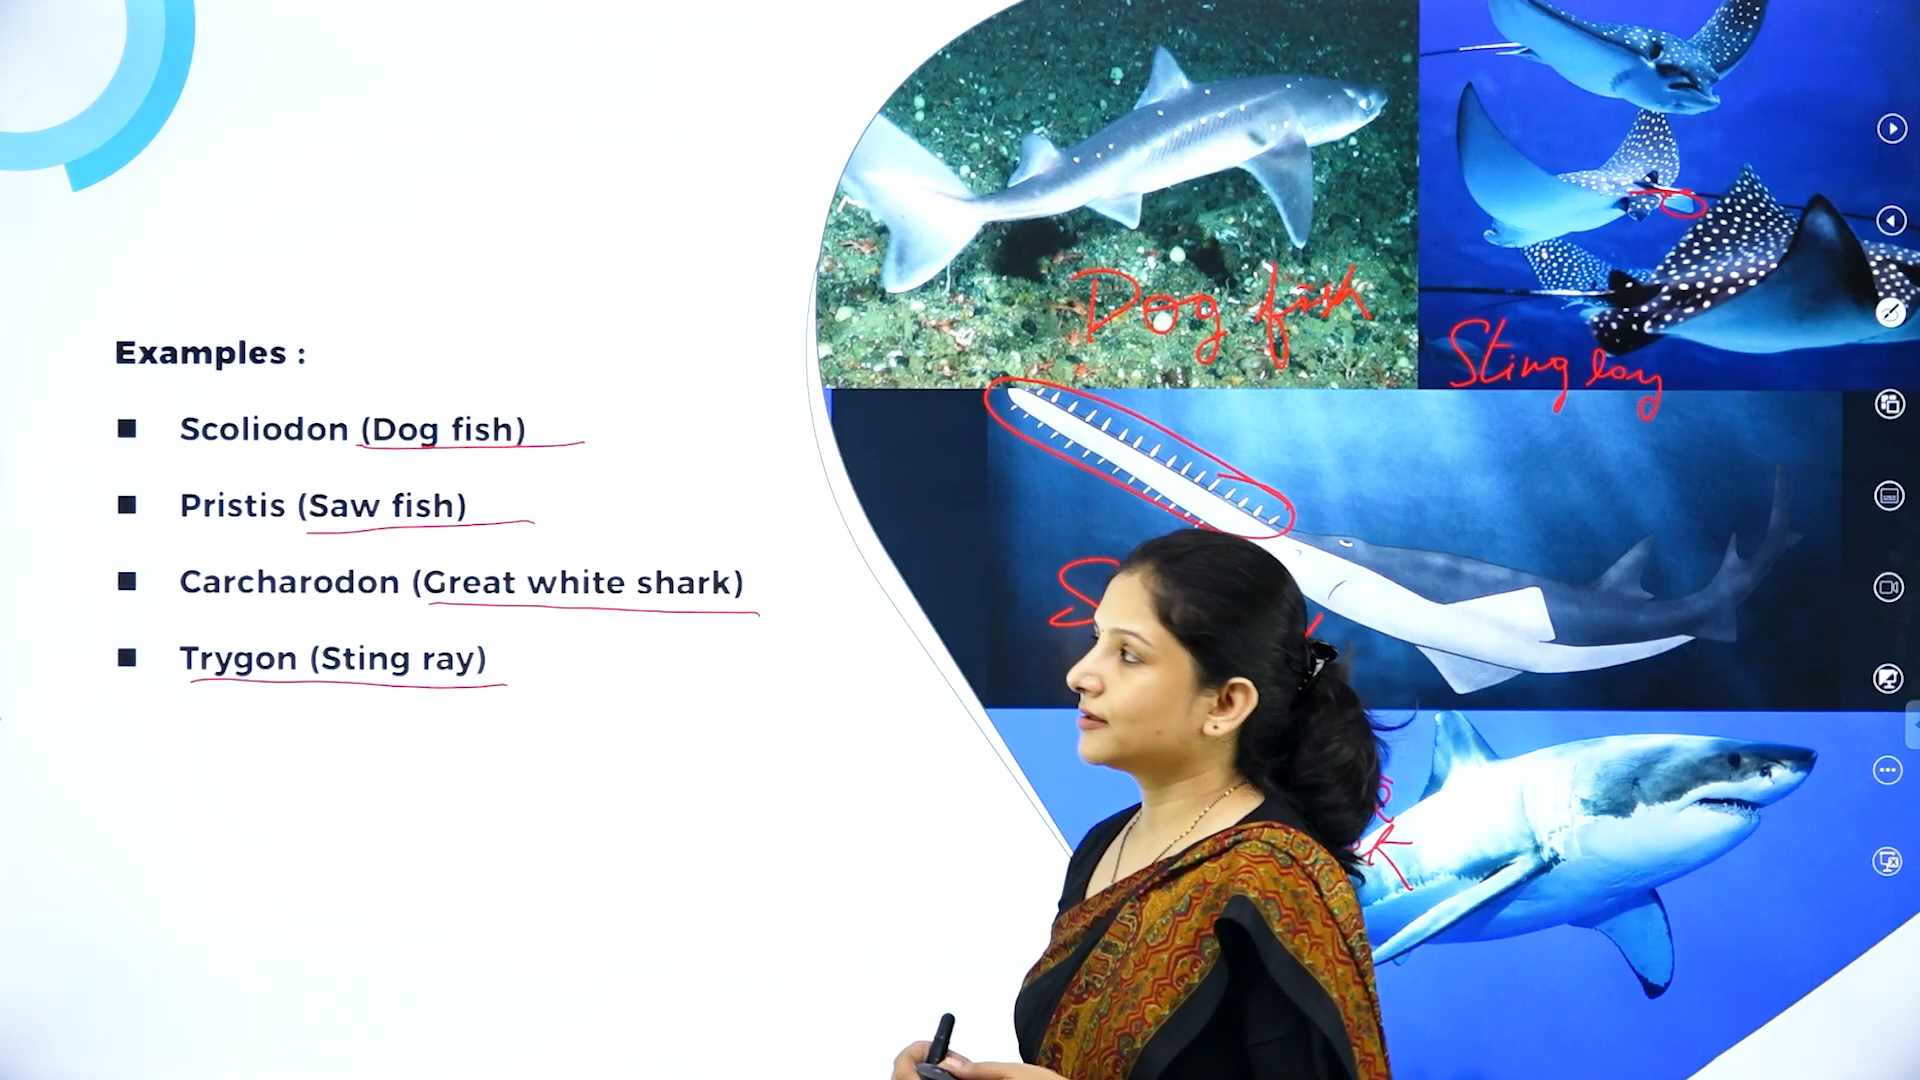 Examples :
■ Scoliodon (Dog fish)
■ Pristis (Saw fish)
■ Carcharodon (Great white shark)
■ Trygon (Sting ray)
Dog fish
Sting ray